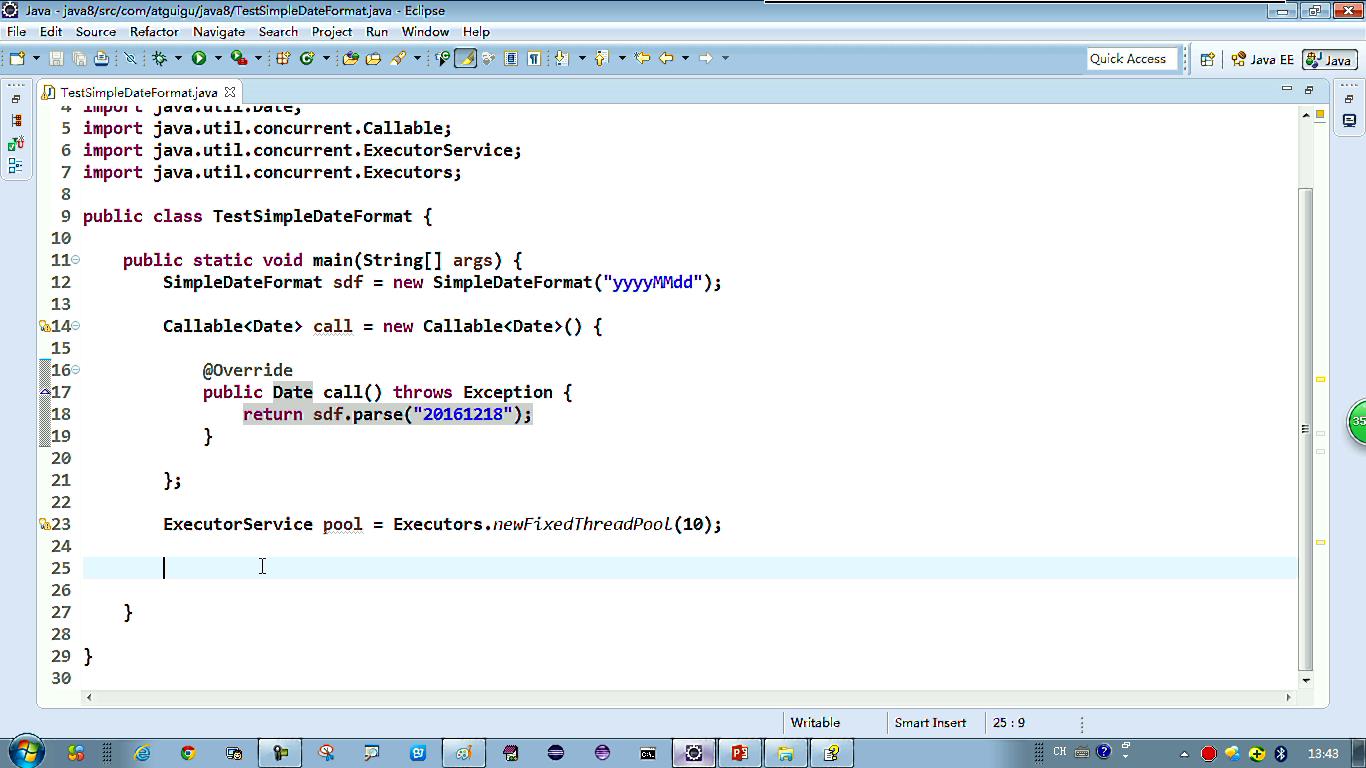 Java - java8/src/com/atguigu/java8/TestSimpleDateFormat.java - Eclipse
File Edit Source Refactor Navigate Search Project Run Window Help
Quick Access Java EE Java
TestSimpleDateFormat.java
4 import java.util.Date;
5 import java.util.concurrent.Callable;
6 import java.util.concurrent.ExecutorService;
7 import java.util.concurrent.Executors;
8
9 public class TestSimpleDateFormat {
10
11 public static void main(String[] args) {
12 SimpleDateFormat sdf = new SimpleDateFormat("yyyyMMdd");
13
14 Callable<Date> call = new Callable<Date>() {
15
16 @Override
17 public Date call() throws Exception {
18 return sdf.parse("20161218");
19 }
20
21 };
22
23 ExecutorService pool = Executors.newFixedThreadPool(10);
24
25
26
27 }
28
29 }
30
35
Writable Smart Insert 25 : 9
CH 13:43